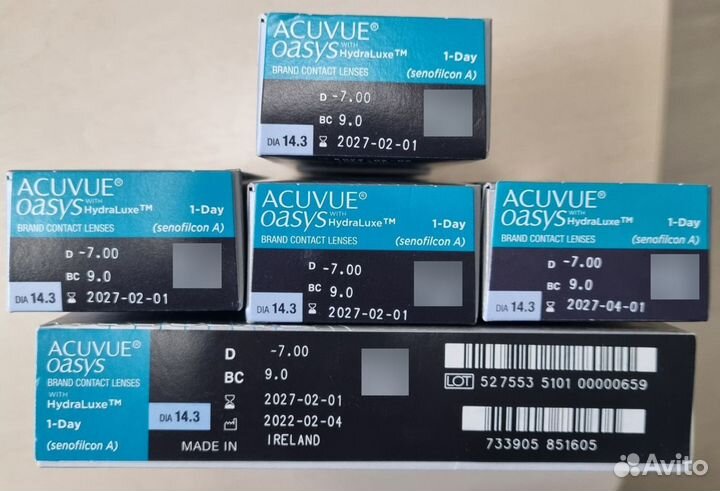 ACUVUE®
OASYS WITH HydraLuxe™ 1-Day
BRAND CONTACT LENSES (senofilcon A)
D -7.00
BC 9.0
DIA 14.3 2027-02-01
ACUVUE®
OASYS WITH HydraLuxe™ 1-Day
BRAND CONTACT LENSES (senofilcon A)
D -7.00
BC 9.0
DIA 14.3 2027-02-01
ACUVUE®
OASYS WITH HydraLuxe™ 1-Day
BRAND CONTACT LENSES (senofilcon A)
D -7.00
BC 9.0
DIA 14.3 2027-02-01
ACUVUE®
OASYS WITH HydraLuxe™ 1-Day
BRAND CONTACT LENSES (senofilcon A)
D -7.00
BC 9.0
DIA 14.3 2027-04-01
ACUVUE®
OASYS
BRAND CONTACT LENSES
WITH
HydraLuxe™
1-Day
(senofilcon A)
DIA 14.3
D -7.00
BC 9.0
2027-02-01
2022-02-04
MADE IN IRELAND
LOT 527553 5101 00000659
733905 851605
Avito